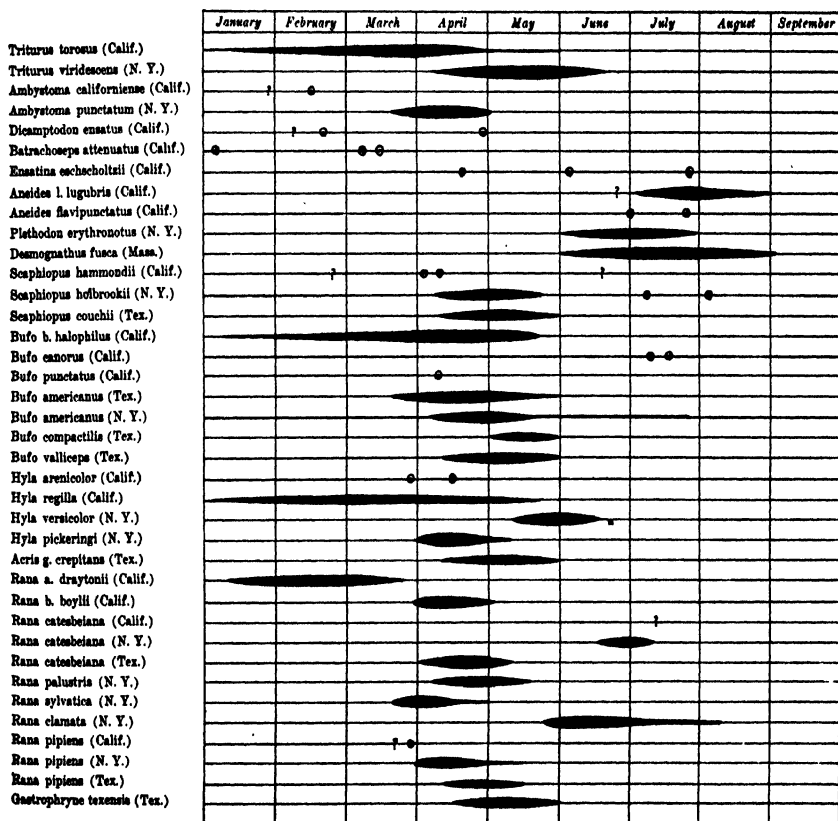 January February March April May June July August September
Triturus torosus (Calif.)
Triturus viridescens (N. Y.)
Ambystoma californiense (Calif.)
?
Ambystoma punctatum (N. Y.)
Dicamptodon ensatus (Calif.)
?
Batrachoseps attenuatus (Calif.)
Ensatina eschscholtzii (Calif.)
Aneides l. lugubris (Calif.)
?
Aneides flavipunctatus (Calif.)
Plethodon erythronotus (N. Y.)
Desmognathus fusca (Mass.)
Scaphiopus hammondii (Calif.)
? ?
Scaphiopus holbrookii (N. Y.)
Scaphiopus couchii (Tex.)
Bufo b. halophilus (Calif.)
Bufo canorus (Calif.)
Bufo punctatus (Calif.)
Bufo americanus (Tex.)
Bufo americanus (N. Y.)
Bufo compactilis (Tex.)
Bufo valliceps (Tex.)
Hyla arenicolor (Calif.)
Hyla regilla (Calif.)
Hyla versicolor (N. Y.)
Hyla pickeringi (N. Y.)
Acris g. crepitans (Tex.)
Rana a. draytonii (Calif.)
Rana b. boylii (Calif.)
Rana catesbeiana (Calif.)
?
Rana catesbeiana (N. Y.)
Rana catesbeiana (Tex.)
Rana palustris (N. Y.)
Rana sylvatica (N. Y.)
Rana clamata (N. Y.)
Rana pipiens (Calif.)
?
Rana pipiens (N. Y.)
Rana pipiens (Tex.)
Gastrophryne texensis (Tex.)